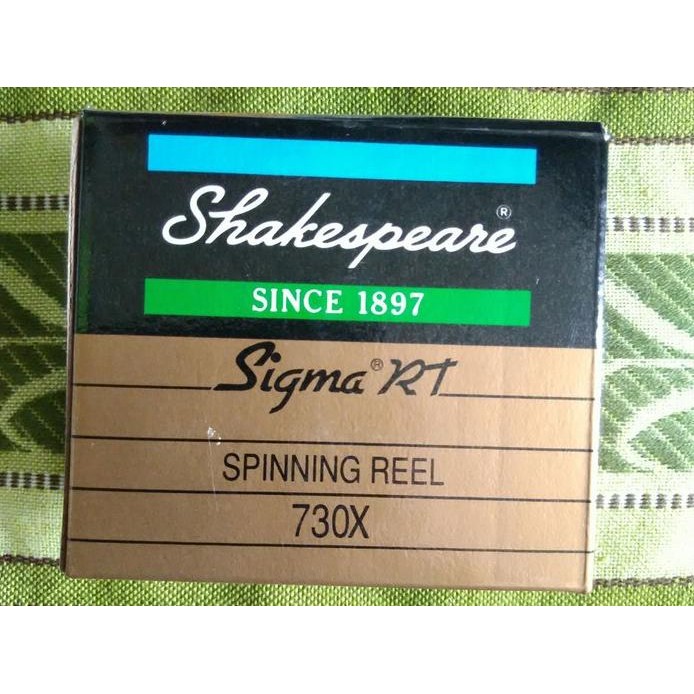 Shakespeare®
SINCE 1897
Sigma® RT
SPINNING REEL
730X